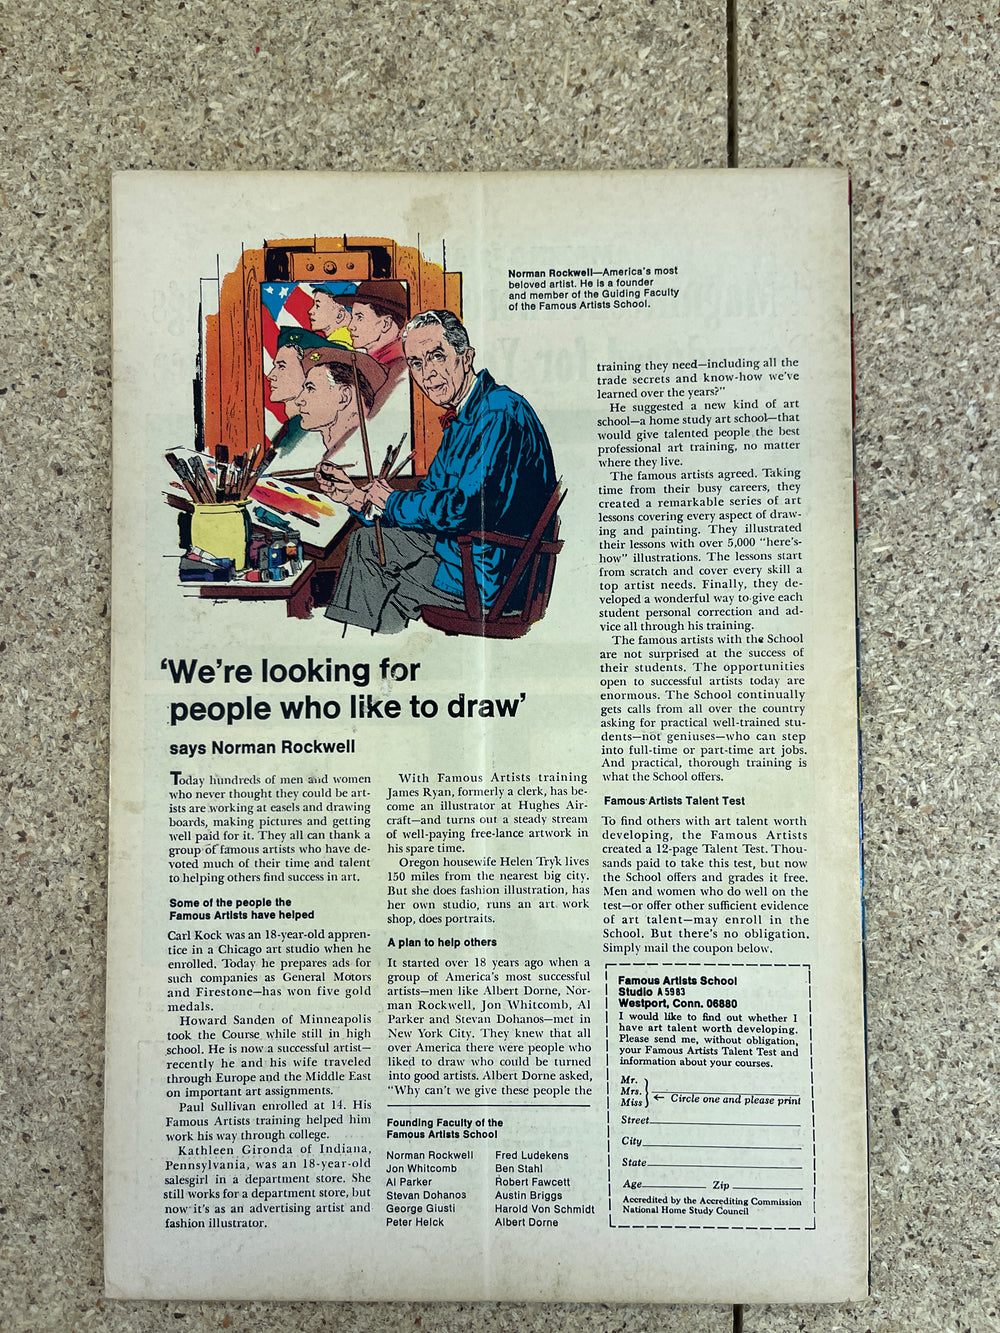 Norman Rockwell—America's most
beloved artist. He is a founder
and member of the Guiding Faculty
of the Famous Artists School.
'We're looking for
people who like to draw'
says Norman Rockwell
Today hundreds of men and women
who never thought they could be art-
ists are working at easels and drawing
boards, making pictures and getting
well paid for it. They all can thank a
group of famous artists who have de-
voted much of their time and talent
to helping others find success in art.
Some of the people the
Famous Artists have helped
Carl Kock was an 18-year-old appren-
tice in a Chicago art studio when he
enrolled. Today he prepares ads for
such companies as General Motors
and Firestone—has won five gold
medals.
Howard Sanden of Minneapolis
took the Course while still in high
school. He is now a successful artist—
recently he and his wife traveled
through Europe and the Middle East
on important art assignments.
Paul Sullivan enrolled at 14. His
Famous Artists training helped him
work his way through college.
Kathleen Gironda of Indiana,
Pennsylvania, was an 18-year-old
salesgirl in a department store. She
still works for a department store, but
now it's as an advertising artist and
fashion illustrator.
With Famous Artists training
James Ryan, formerly a clerk, has be-
come an illustrator at Hughes Air-
craft—and turns out a steady stream
of well-paying free-lance artwork in
his spare time.
Oregon housewife Helen Tryk lives
150 miles from the nearest big city.
But she does fashion illustration, has
her own studio, runs an art work
shop, does portraits.
A plan to help others
It started over 18 years ago when a
group of America's most successful
artists—men like Albert Dorne, Nor-
man Rockwell, Jon Whitcomb, Al
Parker and Stevan Dohanos—met in
New York City. They knew that all
over America there were people who
liked to draw who could be turned
into good artists. Albert Dorne asked,
"Why can't we give these people the
Founding Faculty of the
Famous Artists School
Norman Rockwell
Jon Whitcomb
Al Parker
Stevan Dohanos
George Giusti
Peter Helck
Fred Ludekens
Ben Stahl
Robert Fawcett
Austin Briggs
Harold Von Schmidt
Albert Dorne
training they need—including all the
trade secrets and know-how we've
learned over the years?"
He suggested a new kind of art
school—a home study art school—that
would give talented people the best
professional art training, no matter
where they live.
The famous artists agreed. Taking
time from their busy careers, they
created a remarkable series of art
lessons covering every aspect of draw-
ing and painting. They illustrated
their lessons with over 5,000 "here's-
how" illustrations. The lessons start
from scratch and cover every skill a
top artist needs. Finally, they de-
veloped a wonderful way to give each
student personal correction and ad-
vice all through his training.
The famous artists with the School
are not surprised at the success of
their students. The opportunities
open to successful artists today are
enormous. The School continually
gets calls from all over the country
asking for practical well-trained stu-
dents—not geniuses—who can step
into full-time or part-time art jobs.
And practical, thorough training is
what the School offers.
Famous Artists Talent Test
To find others with art talent worth
developing, the Famous Artists
created a 12-page Talent Test. Thou-
sands paid to take this test, but now
the School offers and grades it free.
Men and women who do well on the
test—or offer other sufficient evidence
of art talent—may enroll in the
School. But there's no obligation.
Simply mail the coupon below.
Famous Artists School
Studio A5983
Westport, Conn. 06880
I would like to find out whether I
have art talent worth developing.
Please send me, without obligation,
your Famous Artists Talent Test and
information about your courses.
Mr.
Mrs. ← Circle one and please print
Miss
Street
City
State
Age Zip
Accredited by the Accrediting Commission
National Home Study Council